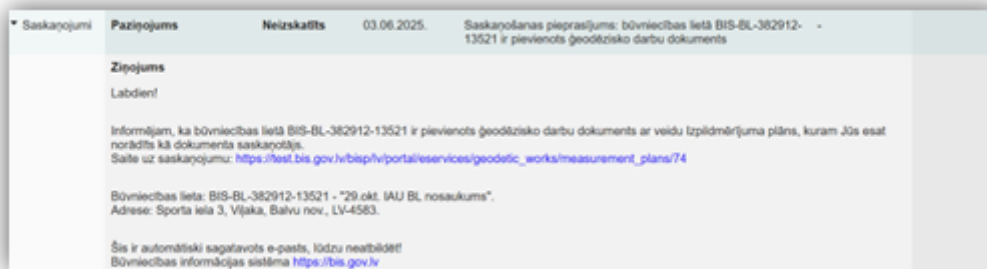 Saskaņojumi Paziņojums Neizskatīts 03.06.2025. Saskaņošanas pieprasījums: būvniecības lietā BIS-BL-382912- -
13521 ir pievienots ģeodēzisko darbu dokuments
Ziņojums
Labdien!
Informējam, ka būvniecības lietā BIS-BL-382912-13521 ir pievienots ģeodēzisko darbu dokuments ar veidu Izpildmērījuma plāns, kuram Jūs esat
norādīts kā dokumenta saskaņotājs.
Saite uz saskaņojumu: https://test.bis.gov.lv/bisp/lv/portal/eservices/geodetic_works/measurement_plans/74
Būvniecības lieta: BIS-BL-382912-13521 - "29.okt. IAU BL nosaukums".
Adrese: Sporta iela 3, Viļaka, Balvu nov., LV-4583.
Šis ir automātiski sagatavots e-pasts, lūdzu neatbildēt!
Būvniecības informācijas sistēma https://bis.gov.lv